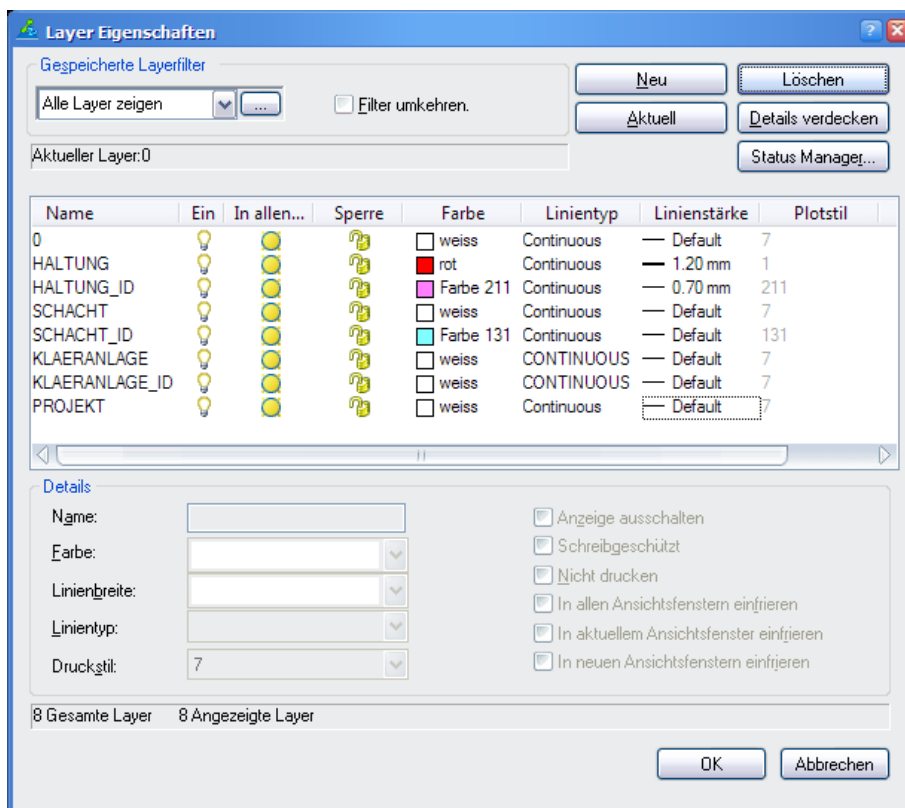 Layer Eigenschaften
Gespeicherte Layerfilter
Alle Layer zeigen
...
Filter umkehren.
Neu
Löschen
Aktuell
Details verdecken
Aktueller Layer:0
Status Manager...
Name Ein In allen... Sperre Farbe Linientyp Linienstärke Plotstil
0 weiss Continuous Default 7
HALTUNG rot Continuous 1.20 mm 1
HALTUNG_ID Farbe 211 Continuous 0.70 mm 211
SCHACHT weiss Continuous Default 7
SCHACHT_ID Farbe 131 Continuous Default 131
KLAERANLAGE weiss CONTINUOUS Default 7
KLAERANLAGE_ID weiss CONTINUOUS Default 7
PROJEKT weiss Continuous Default 7
Details
Name:
Farbe:
Linienbreite:
Linientyp:
Druckstil: 7
Anzeige ausschalten
Schreibgeschützt
Nicht drucken
In allen Ansichtsfenstern einfrieren
In aktuellem Ansichtsfenster einfrieren
In neuen Ansichtsfenstern einfrieren
8 Gesamte Layer 8 Angezeigte Layer
OK
Abbrechen